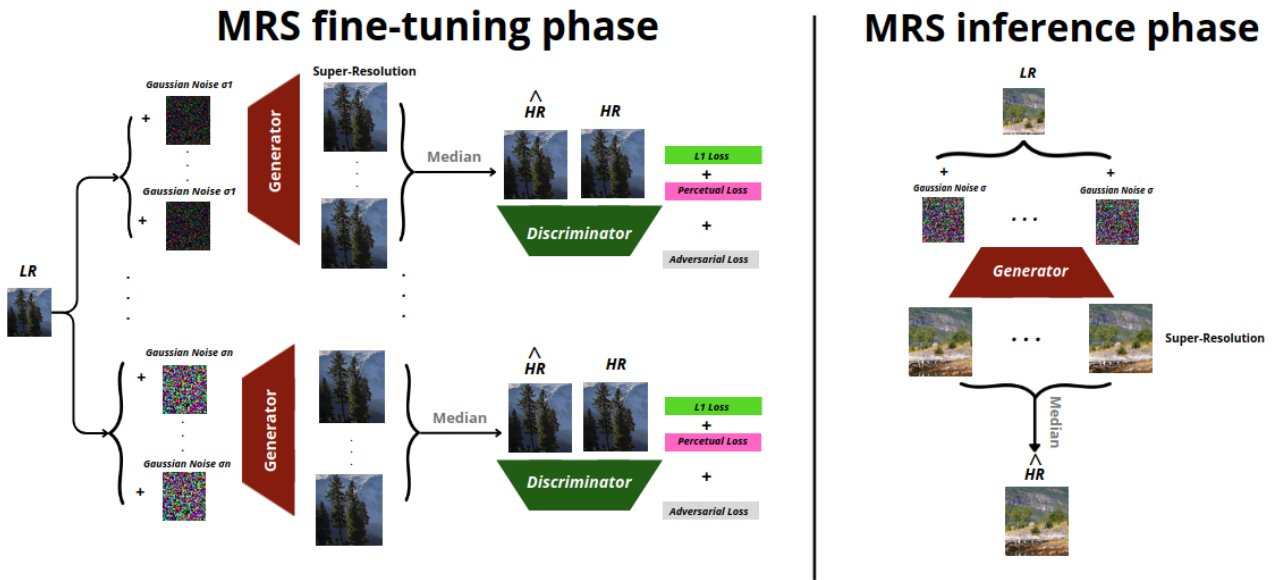 MRS fine-tuning phase
MRS inference phase
Gaussian Noise σ1
+
Gaussian Noise σ1
+
Generator
Super-Resolution
Median
^
HR
HR
L1 Loss
+
Percetual Loss
+
Adversarial Loss
Discriminator
LR
Gaussian Noise σn
+
Gaussian Noise σn
+
Generator
Median
^
HR
HR
L1 Loss
+
Percetual Loss
+
Adversarial Loss
Discriminator
LR
+
Gaussian Noise σ
+
Gaussian Noise σ
Generator
Super-Resolution
Median
^
HR